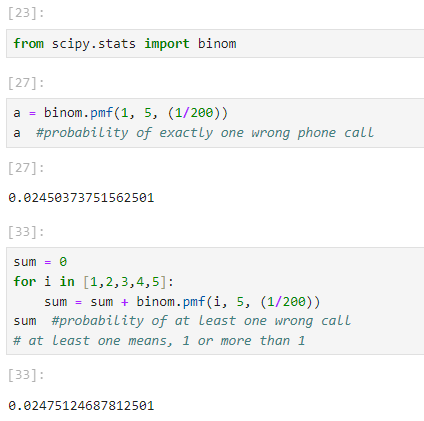 [23]:
from scipy.stats import binom
[27]:
a = binom.pmf(1, 5, (1/200))
a  #probability of exactly one wrong phone call
[27]:
0.02450373751562501
[33]:
sum = 0
for i in [1,2,3,4,5]:
    sum = sum + binom.pmf(i, 5, (1/200))
sum  #probability of at least one wrong call
# at least one means, 1 or more than 1
[33]:
0.02475124687812501